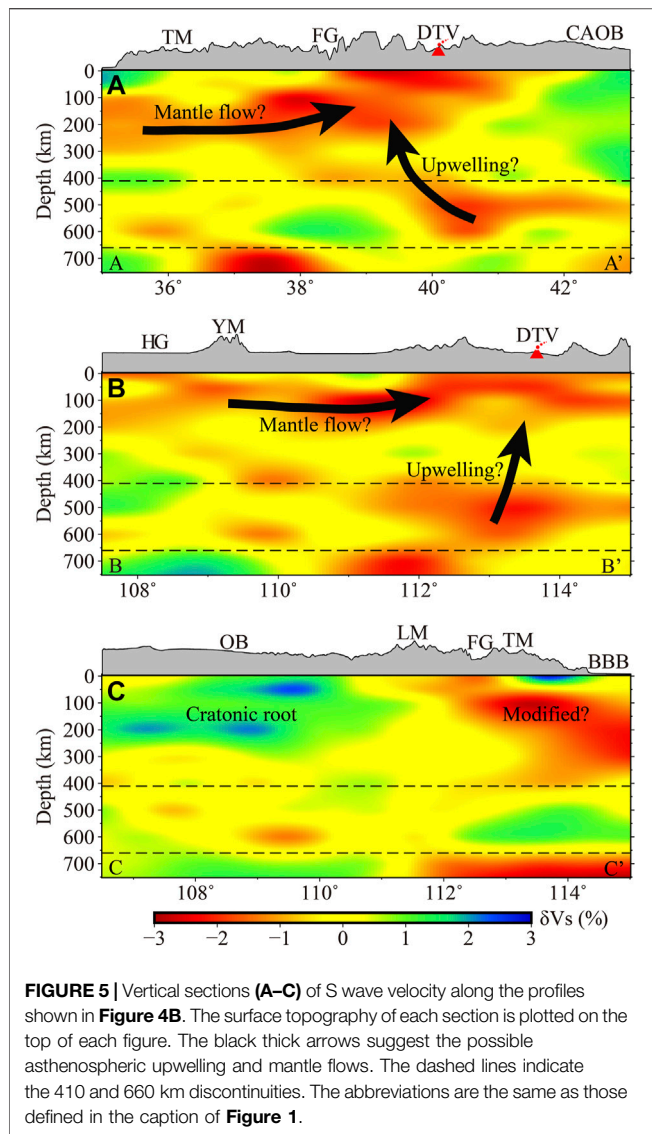 TM FG DTV CAOB
A
0
100
200
300
400
500
600
700
Depth (km)
Mantle flow?
Upwelling?
A A'
36° 38° 40° 42°
HG YM DTV
B
0
100
200
300
400
500
600
700
Depth (km)
Mantle flow?
Upwelling?
B B'
108° 110° 112° 114°
OB LM FG TM BBB
C
0
100
200
300
400
500
600
700
Depth (km)
Cratonic root Modified?
C C'
108° 110° 112° 114°
δVs (%)
−3 −2 −1 0 1 2 3
FIGURE 5 | Vertical sections (A–C) of S wave velocity along the profiles
shown in Figure 4B. The surface topography of each section is plotted on the
top of each figure. The black thick arrows suggest the possible
asthenospheric upwelling and mantle flows. The dashed lines indicate
the 410 and 660 km discontinuities. The abbreviations are the same as those
defined in the caption of Figure 1.